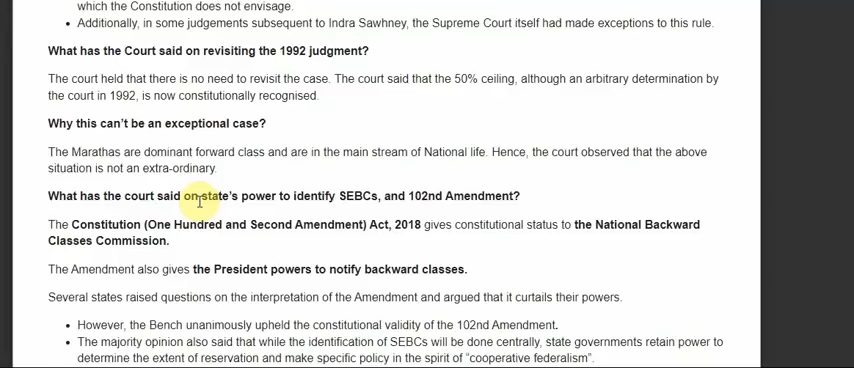 which the Constitution does not envisage.
• Additionally, in some judgements subsequent to Indra Sawhney, the Supreme Court itself had made exceptions to this rule.
What has the Court said on revisiting the 1992 judgment?
The court held that there is no need to revisit the case. The court said that the 50% ceiling, although an arbitrary determination by
the court in 1992, is now constitutionally recognised.
Why this can't be an exceptional case?
The Marathas are dominant forward class and are in the main stream of National life. Hence, the court observed that the above
situation is not an extra-ordinary.
What has the court said on state's power to identify SEBCs, and 102nd Amendment?
The Constitution (One Hundred and Second Amendment) Act, 2018 gives constitutional status to the National Backward
Classes Commission.
The Amendment also gives the President powers to notify backward classes.
Several states raised questions on the interpretation of the Amendment and argued that it curtails their powers.
• However, the Bench unanimously upheld the constitutional validity of the 102nd Amendment.
• The majority opinion also said that while the identification of SEBCs will be done centrally, state governments retain power to
determine the extent of reservation and make specific policy in the spirit of “cooperative federalism”.